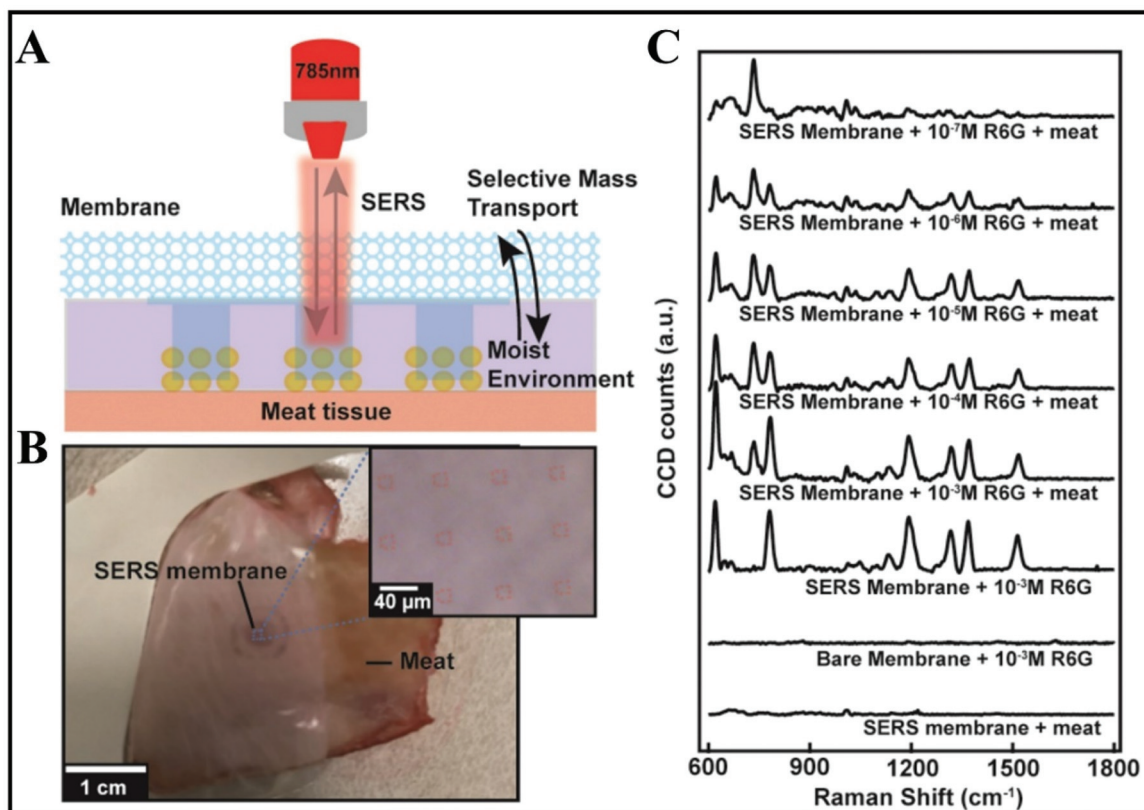 A
785nm
Membrane
SERS
Selective Mass
Transport
Moist
Environment
Meat tissue
B
SERS membrane
40 µm
Meat
1 cm
C
CCD counts (a.u.)
SERS Membrane + 10⁻⁷M R6G + meat
SERS Membrane + 10⁻⁶M R6G + meat
SERS Membrane + 10⁻⁵M R6G + meat
SERS Membrane + 10⁻⁴M R6G + meat
SERS Membrane + 10⁻³M R6G + meat
SERS Membrane + 10⁻³M R6G
Bare Membrane + 10⁻³M R6G
SERS membrane + meat
600 900 1200 1500 1800
Raman Shift (cm⁻¹)